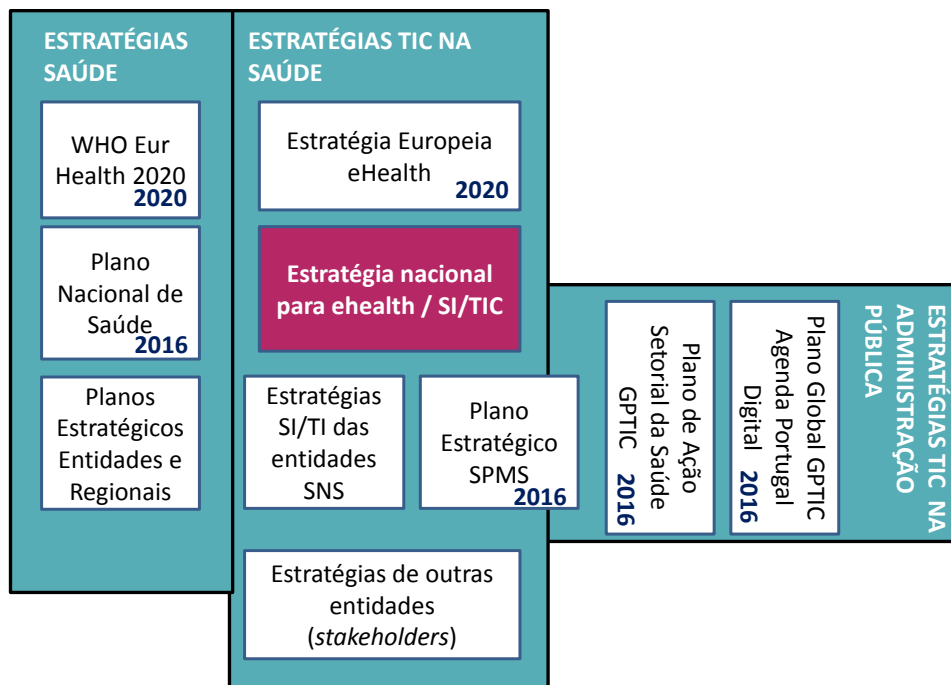 ESTRATÉGIAS
SAÚDE
WHO Eur
Health 2020
2020
Plano
Nacional de
Saúde
2016
Planos
Estratégicos
Entidades e
Regionais
ESTRATÉGIAS TIC NA
SAÚDE
Estratégia Europeia
eHealth
2020
Estratégia nacional
para ehealth / SI/TIC
Estratégias
SI/TI das
entidades
SNS
Plano
Estratégico
SPMS
2016
Estratégias de outras
entidades
(stakeholders)
ESTRATÉGIAS TIC NA
ADMINISTRAÇÃO
PÚBLICA
Plano Global GPTIC
Agenda Portugal
Digital 2016
Plano de Ação
Setorial da Saúde
GPTIC 2016